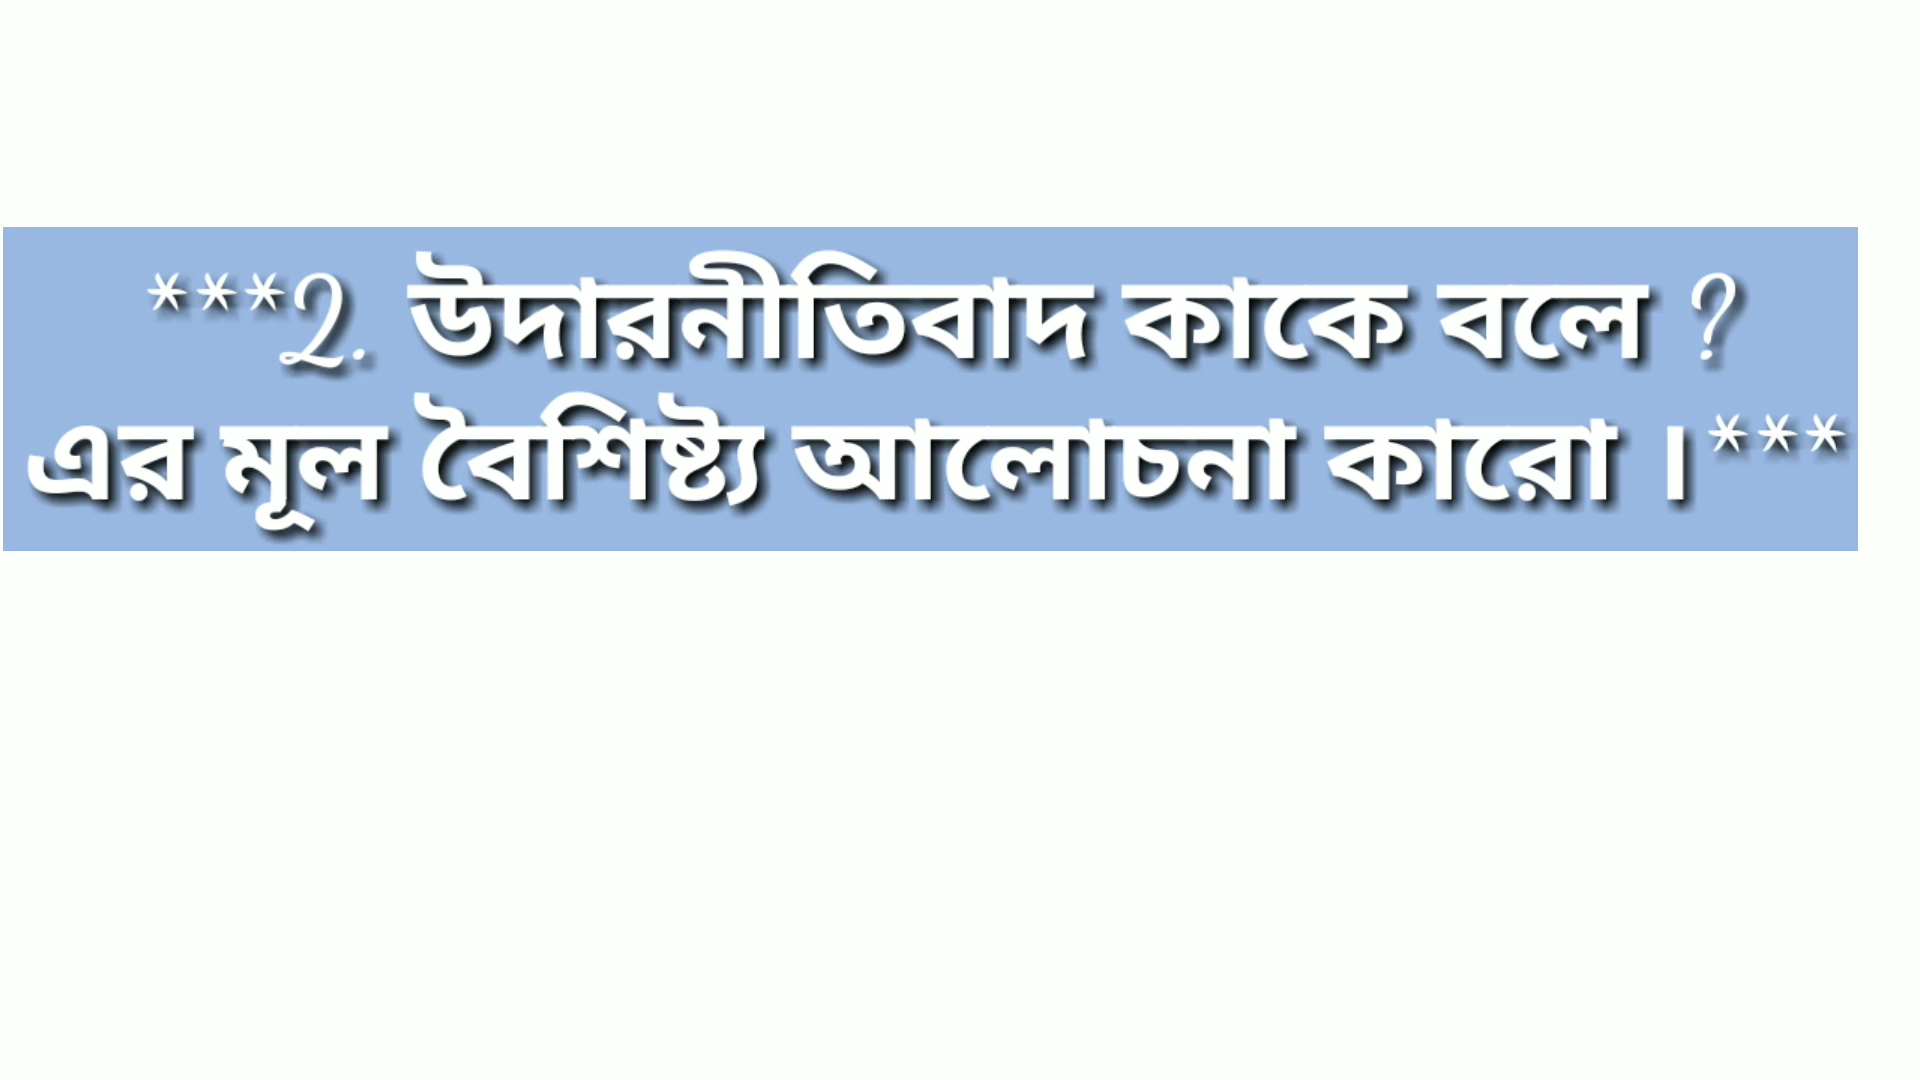 ***2. উদারনীতিবাদ কাকে বলে ?
এর মূল বৈশিষ্ট্য আলোচনা কারো ।***